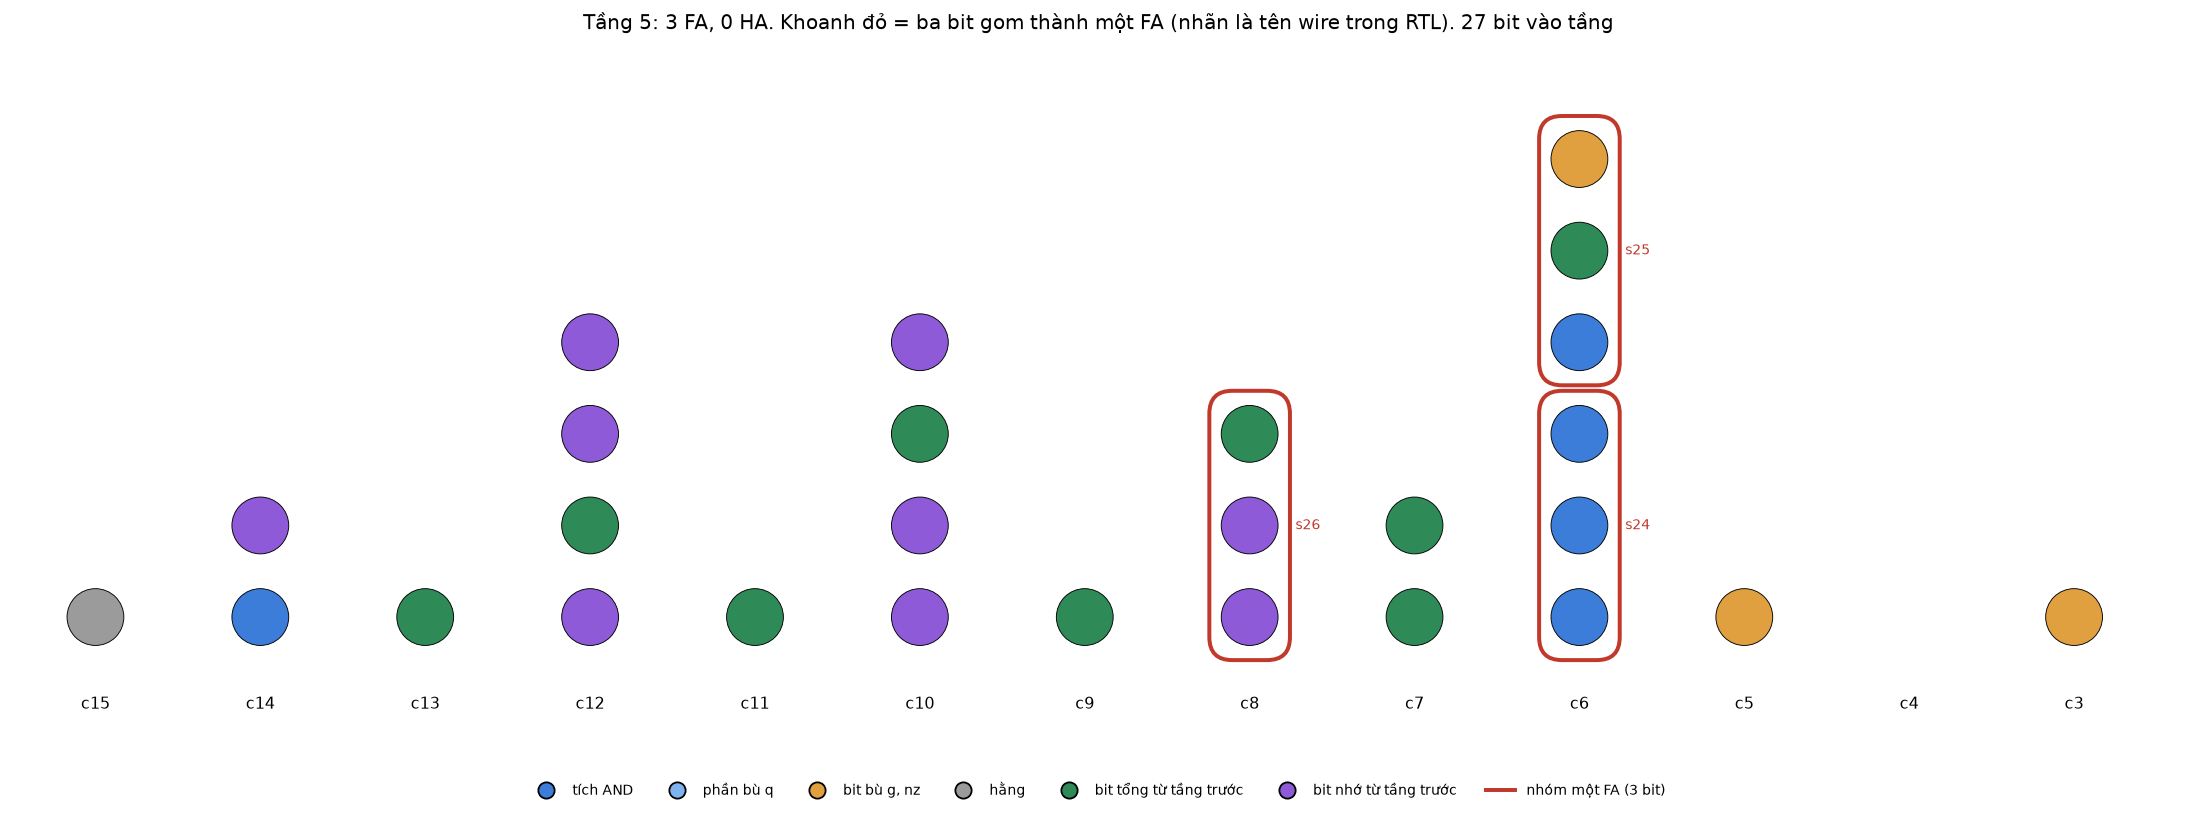 Tầng 5: 3 FA, 0 HA. Khoanh đỏ = ba bit gom thành một FA (nhãn là tên wire trong RTL). 27 bit vào tầng
s25
s26
s24
c15 c14 c13 c12 c11 c10 c9 c8 c7 c6 c5 c4 c3
tích AND phần bù q bit bù g, nz hằng bit tổng từ tầng trước bit nhớ từ tầng trước nhóm một FA (3 bit)